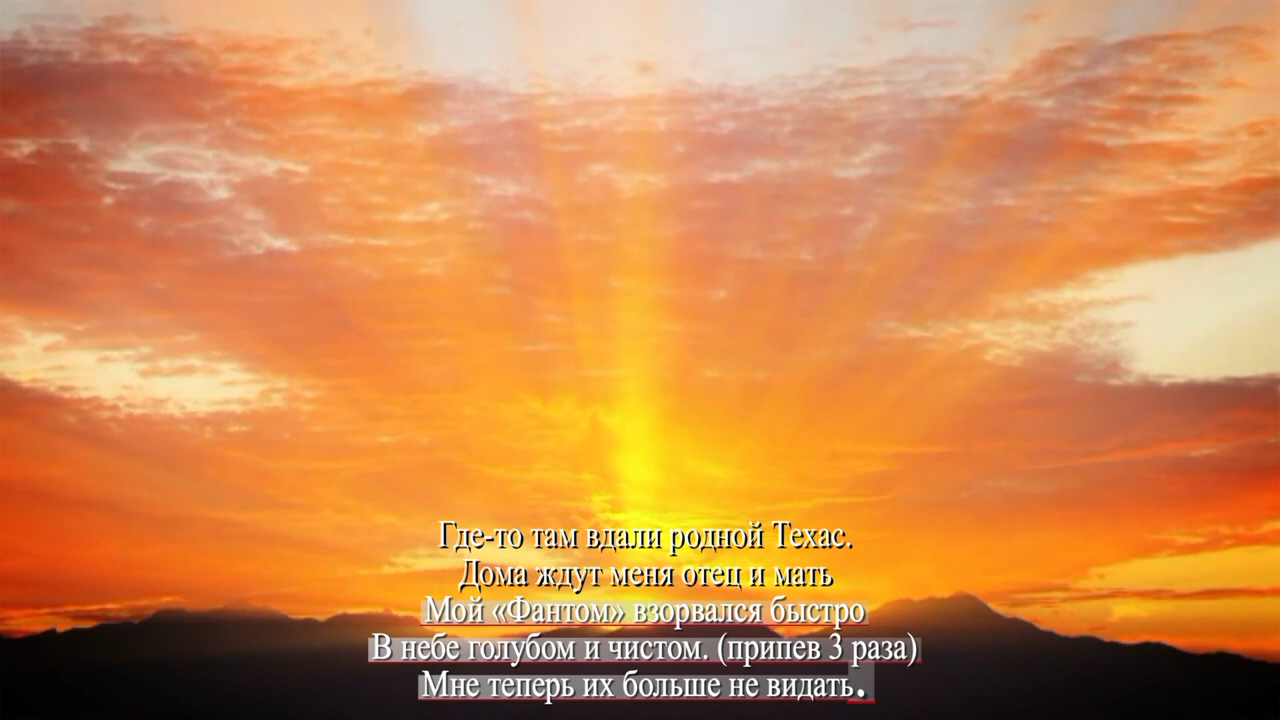 Где-то там вдали родной Техас.
Дома ждут меня отец и мать
Мой «Фантом» взорвался быстро
В небе голубом и чистом. (припев 3 раза)
Мне теперь их больше не видать.